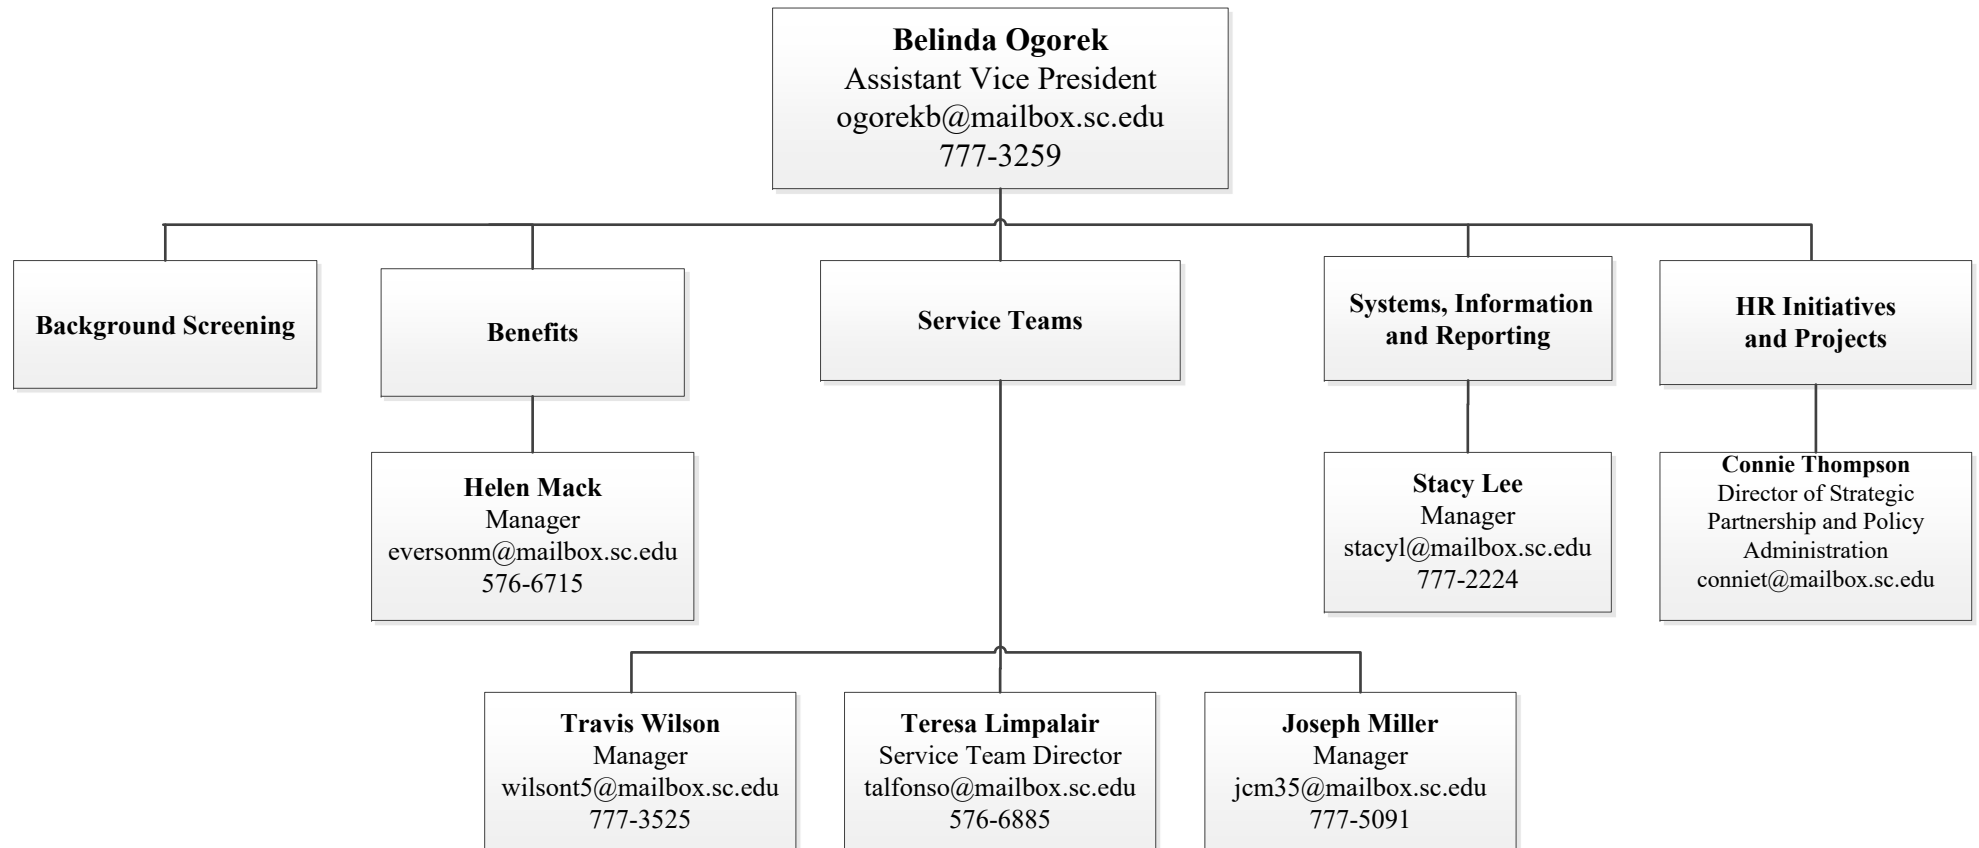 Belinda Ogorek
Assistant Vice President
ogorekb@mailbox.sc.edu
777-3259
Background Screening
Benefits
Service Teams
Systems, Information
and Reporting
HR Initiatives
and Projects
Helen Mack
Manager
eversonm@mailbox.sc.edu
576-6715
Stacy Lee
Manager
stacyl@mailbox.sc.edu
777-2224
Connie Thompson
Director of Strategic
Partnership and Policy
Administration
conniet@mailbox.sc.edu
Travis Wilson
Manager
wilsont5@mailbox.sc.edu
777-3525
Teresa Limpalair
Service Team Director
talfonso@mailbox.sc.edu
576-6885
Joseph Miller
Manager
jcm35@mailbox.sc.edu
777-5091